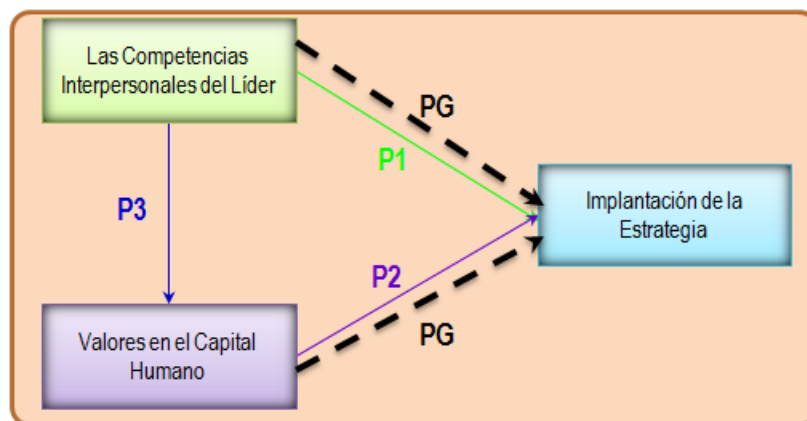 Las Competencias
Interpersonales del Líder
PG
P1
P3
Implantación de la
Estrategia
P2
Valores en el Capital
Humano
PG